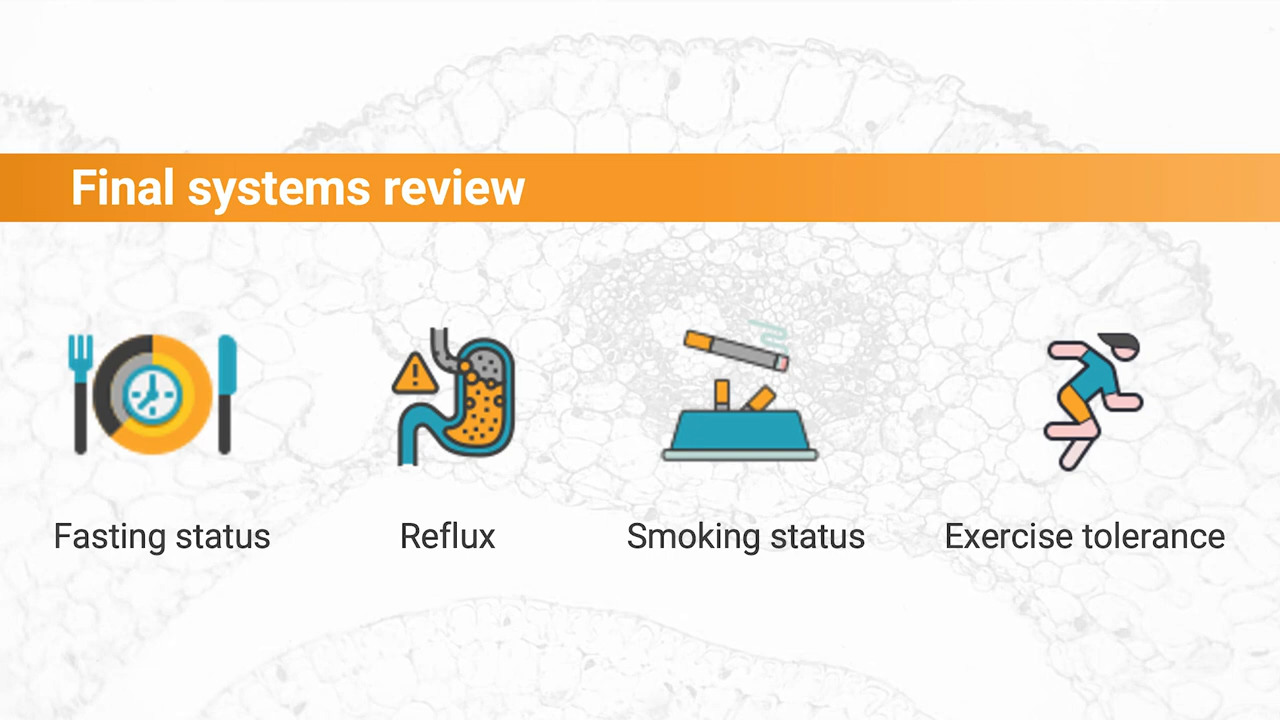 Final systems review
Fasting status
Reflux
Smoking status
Exercise tolerance